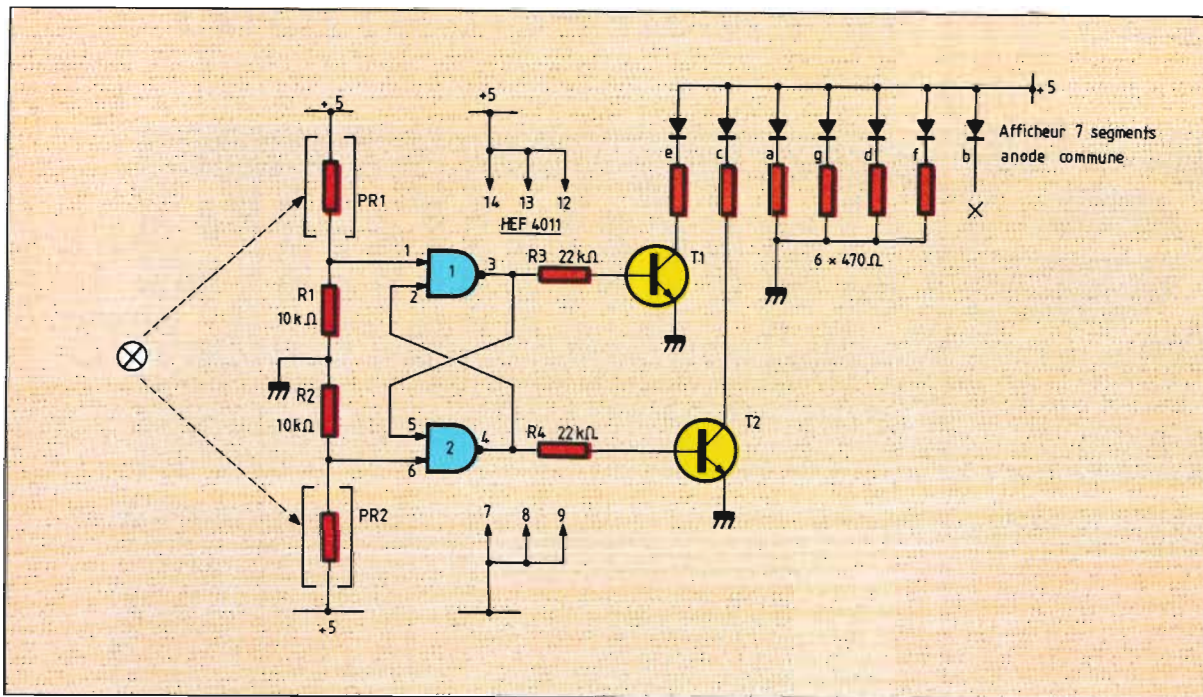 +5
+5
+5
Afficheur 7 segments
anode commune
e
c
a
g
d
f
b
PR1
14
13
12
HEF 4011
6 × 470Ω
1
2
1
3
R3
22kΩ
T1
R1
10kΩ
R2
10kΩ
5
6
2
4
R4
22kΩ
T2
PR2
7
8
9
+5